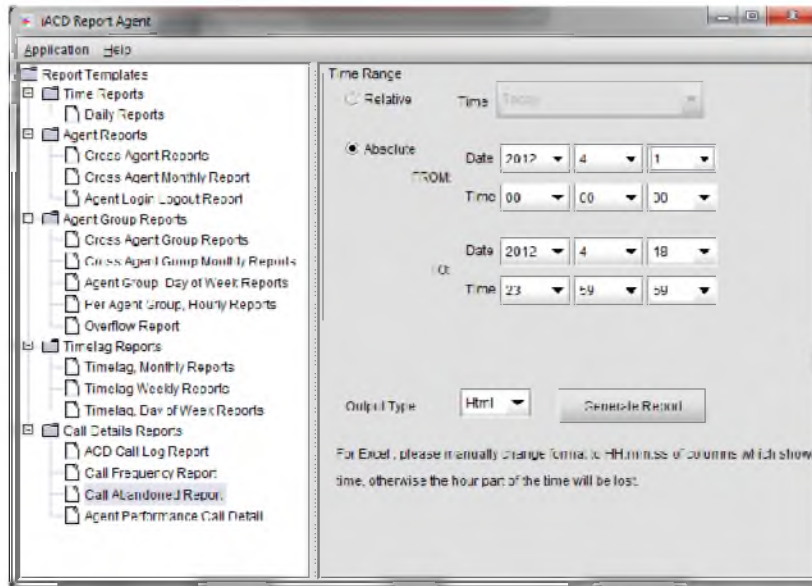 iACD Report Agent
Application Help
Report Templates
Time Reports
Daily Reports
Agent Reports
Cross Agent Reports
Cross Agent Monthly Report
Agent Login Logout Report
Agent Group Reports
Cross Agent Group Reports
Cross Agent Group Monthly Reports
Agent Group, Day of Week Reports
Per Agent Group, Hourly Reports
Overflow Report
Timelag Reports
Timelag, Monthly Reports
Timelag Weekly Reports
Timelag, Day of Week Reports
Call Details Reports
ACD Call Log Report
Call Frequency Report
Call Abandoned Report
Agent Performance Call Detail
Time Range
Relative Time Today
Absolute
FROM:
Date 2012 4 1
Time 00 00 00
TO:
Date 2012 4 18
Time 23 59 59
Output Type Html Generate Report
For Excel, please manually change format to HH:mm:ss of columns which show
time, otherwise the hour part of the time will be lost.